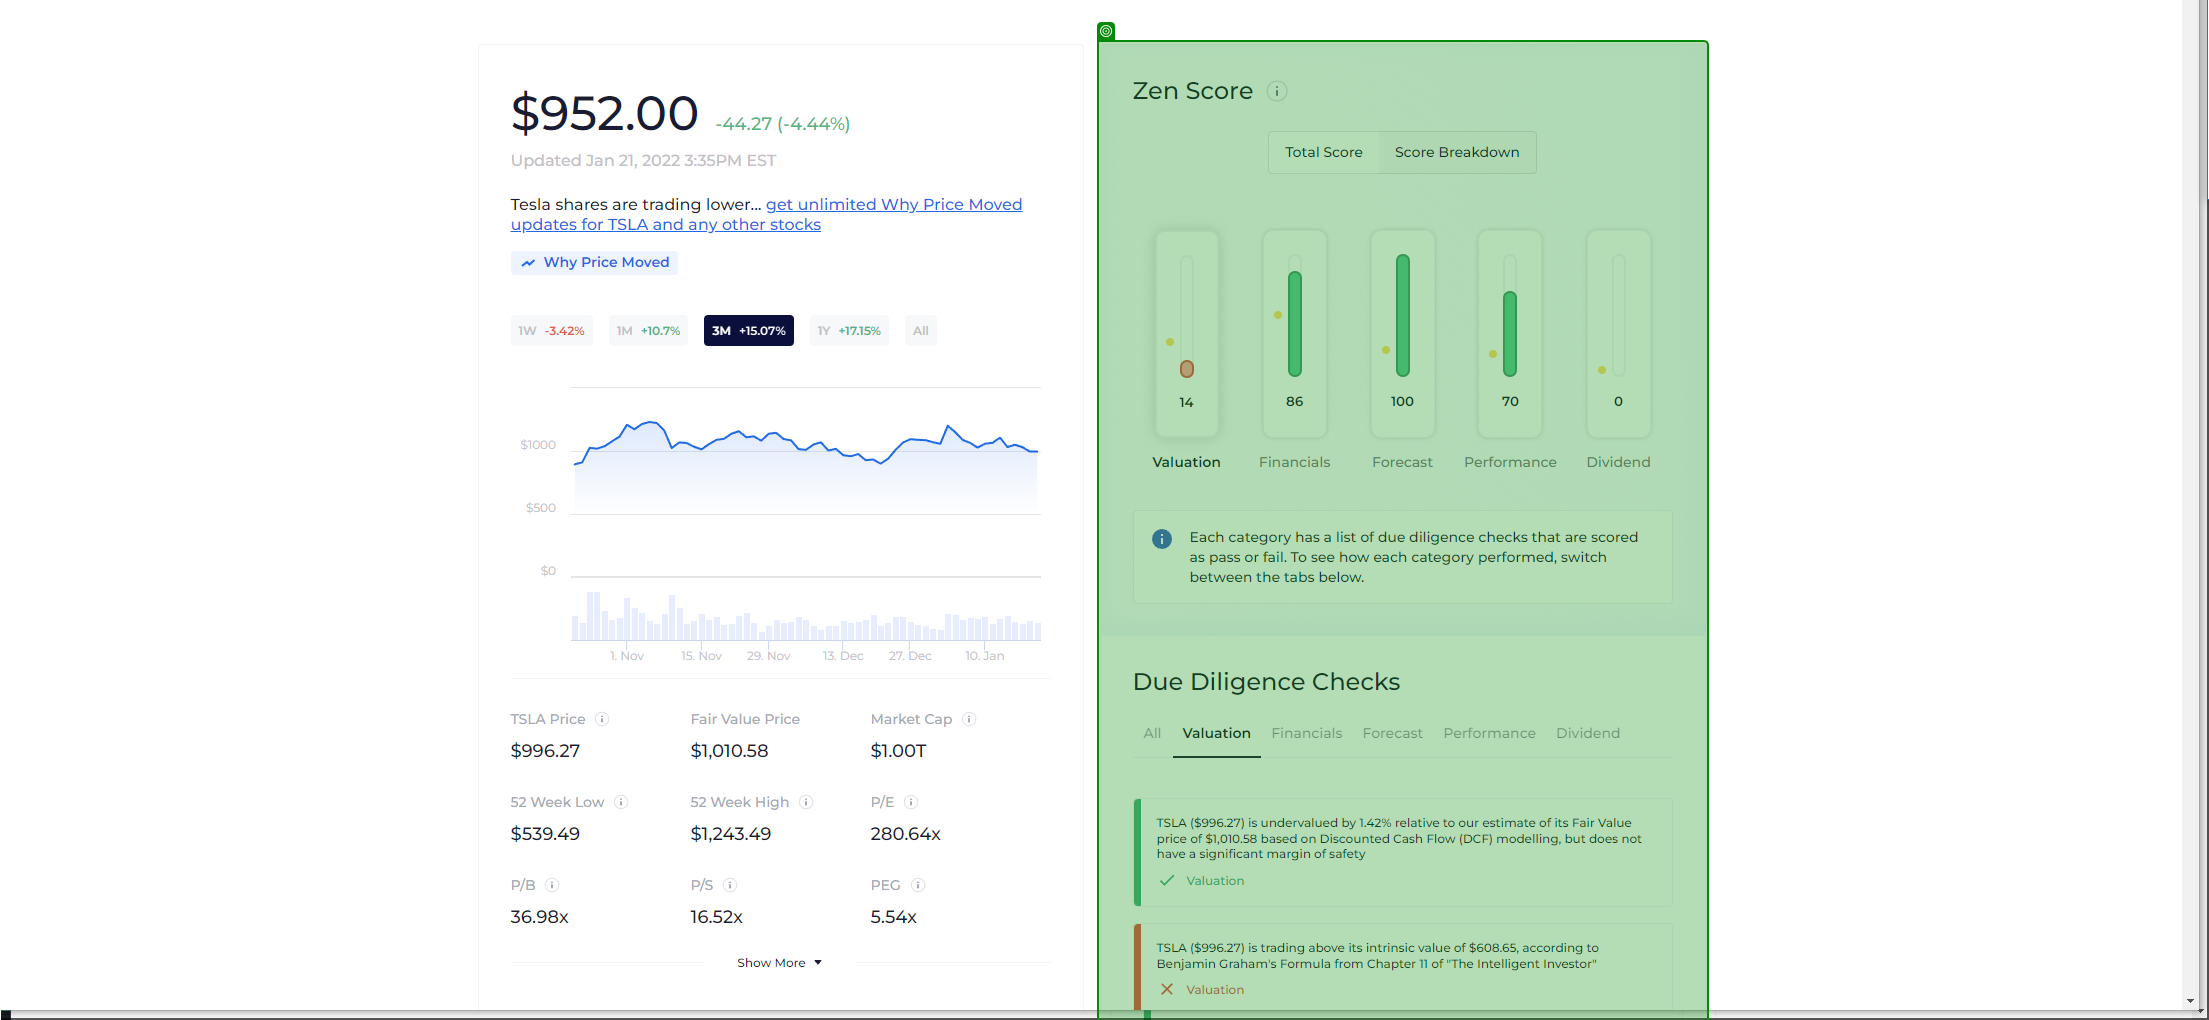 $952.00 -44.27 (-4.44%)
Updated Jan 21, 2022 3:35PM EST
Tesla shares are trading lower... get unlimited Why Price Moved
updates for TSLA and any other stocks
Why Price Moved
1W -3.42% 1M +10.7% 3M +15.07% 1Y +17.15% All
$1000
$500
$0
1. Nov 15. Nov 29. Nov 13. Dec 27. Dec 10. Jan
TSLA Price Fair Value Price Market Cap
$996.27 $1,010.58 $1.00T
52 Week Low 52 Week High P/E
$539.49 $1,243.49 280.64x
P/B P/S PEG
36.98x 16.52x 5.54x
Show More
Zen Score
Total Score Score Breakdown
14 86 100 70 0
Valuation Financials Forecast Performance Dividend
Each category has a list of due diligence checks that are scored
as pass or fail. To see how each category performed, switch
between the tabs below.
Due Diligence Checks
All Valuation Financials Forecast Performance Dividend
TSLA ($996.27) is undervalued by 1.42% relative to our estimate of its Fair Value
price of $1,010.58 based on Discounted Cash Flow (DCF) modelling, but does not
have a significant margin of safety
Valuation
TSLA ($996.27) is trading above its intrinsic value of $608.65, according to
Benjamin Graham's Formula from Chapter 11 of "The Intelligent Investor"
Valuation